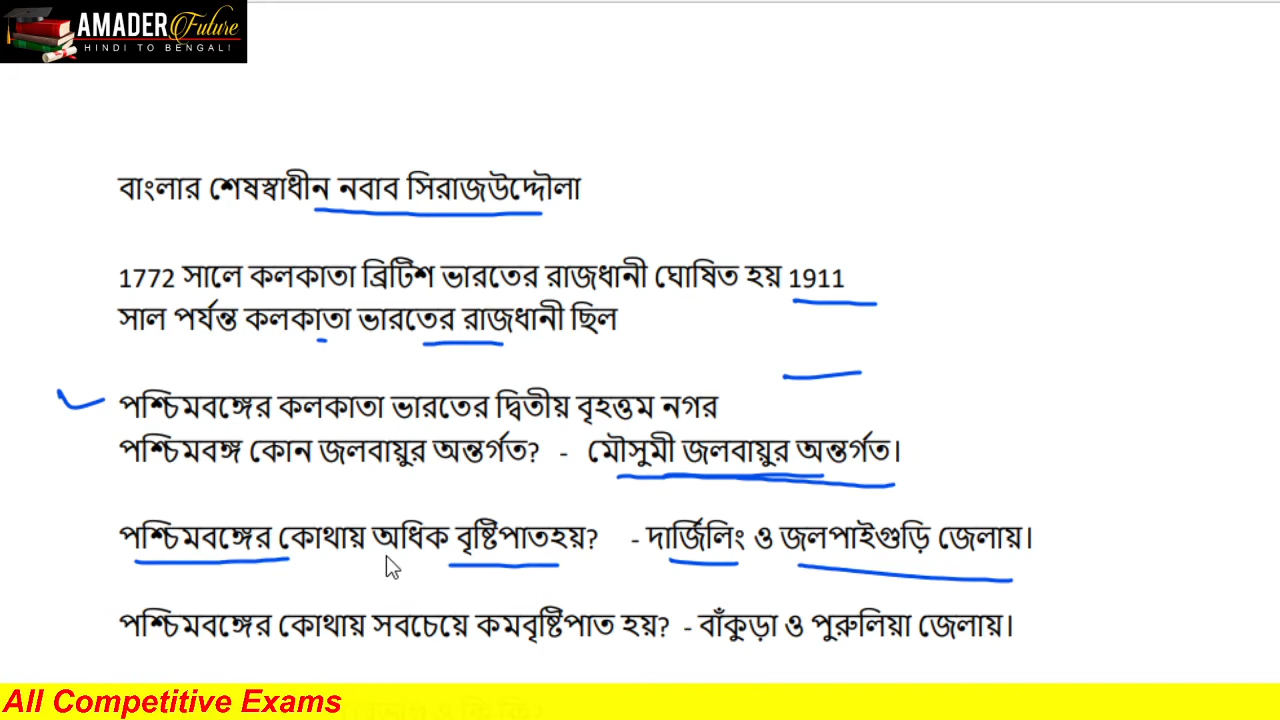 AMADER Future
HINDI TO BENGALI
বাংলার শেষস্বাধীন নবাব সিরাজউদ্দৌলা
1772 সালে কলকাতা ব্রিটিশ ভারতের রাজধানী ঘোষিত হয় 1911
সাল পর্যন্ত কলকাতা ভারতের রাজধানী ছিল
পশ্চিমবঙ্গের কলকাতা ভারতের দ্বিতীয় বৃহত্তম নগর
পশ্চিমবঙ্গ কোন জলবায়ুর অন্তর্গত? - মৌসুমী জলবায়ুর অন্তর্গত।
পশ্চিমবঙ্গের কোথায় অধিক বৃষ্টিপাতহয়? - দার্জিলিং ও জলপাইগুড়ি জেলায়।
পশ্চিমবঙ্গের কোথায় সবচেয়ে কমবৃষ্টিপাত হয়? - বাঁকুড়া ও পুরুলিয়া জেলায়।
All Competitive Exams